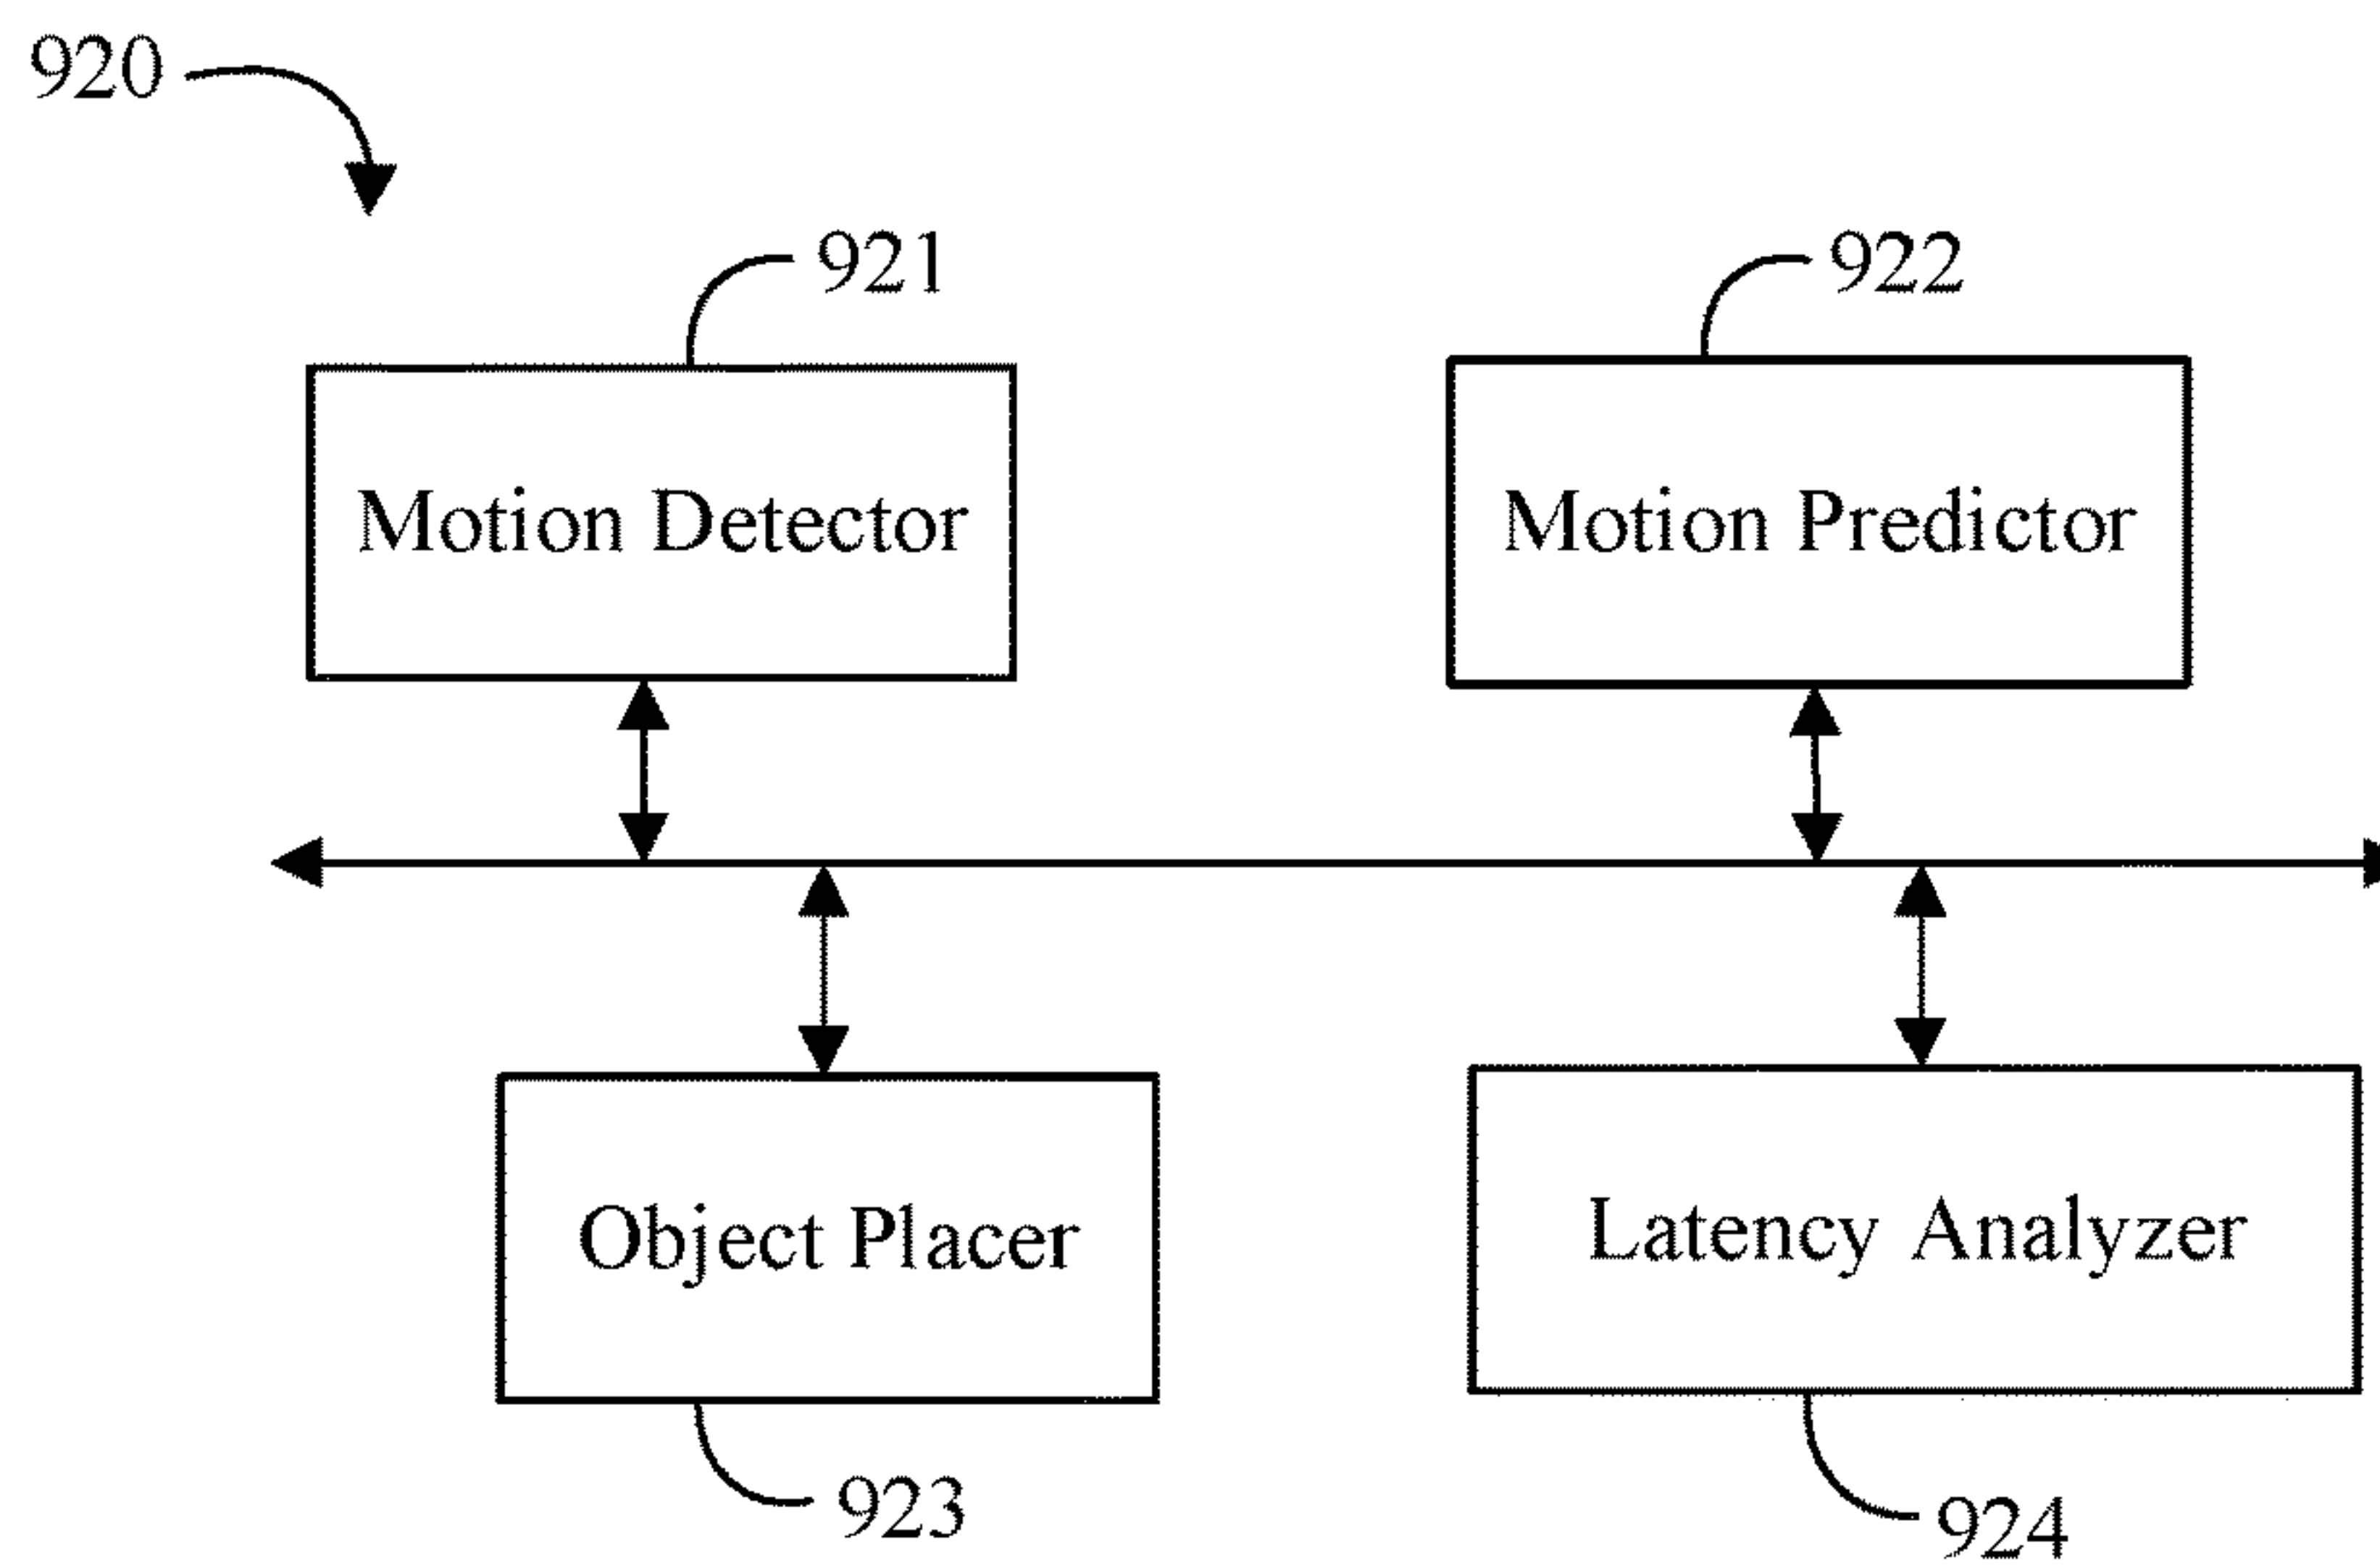 920
921
922
Motion Detector
Motion Predictor
Object Placer
Latency Analyzer
923
924